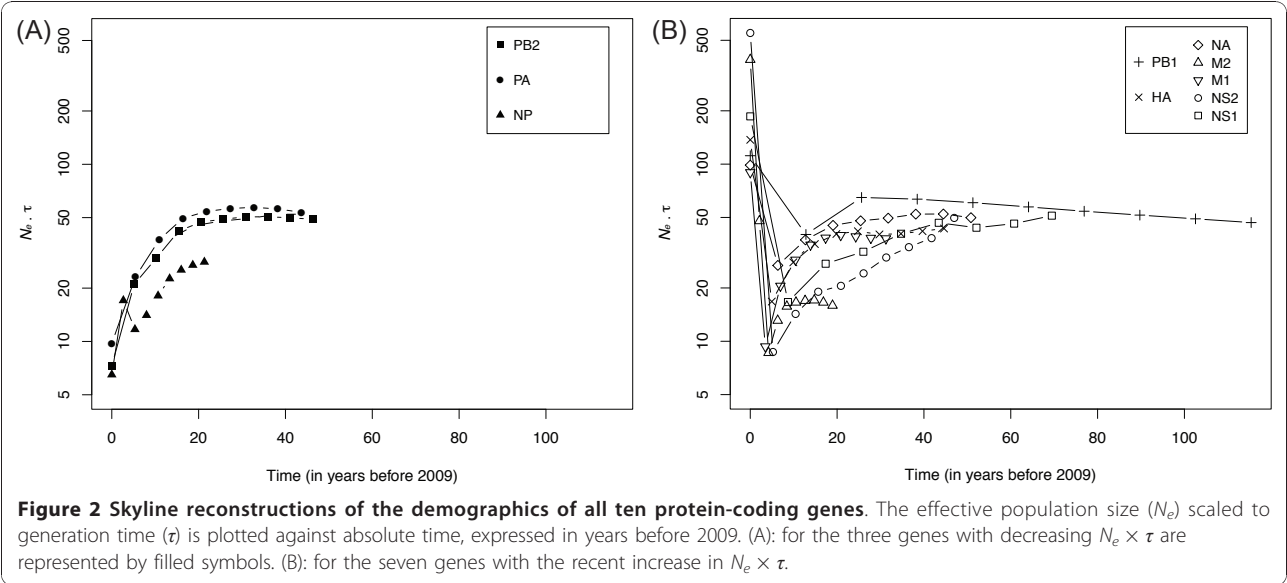 (A)
500
200
100
50
20
10
5
Ne . τ
PB2
PA
NP
0 20 40 60 80 100
Time (in years before 2009)
(B)
500
200
100
50
20
10
5
Ne . τ
PB1
HA
NA
M2
M1
NS2
NS1
0 20 40 60 80 100
Time (in years before 2009)
Figure 2 Skyline reconstructions of the demographics of all ten protein-coding genes. The effective population size (Ne) scaled to
generation time (τ) is plotted against absolute time, expressed in years before 2009. (A): for the three genes with decreasing Ne × τ are
represented by filled symbols. (B): for the seven genes with the recent increase in Ne × τ.